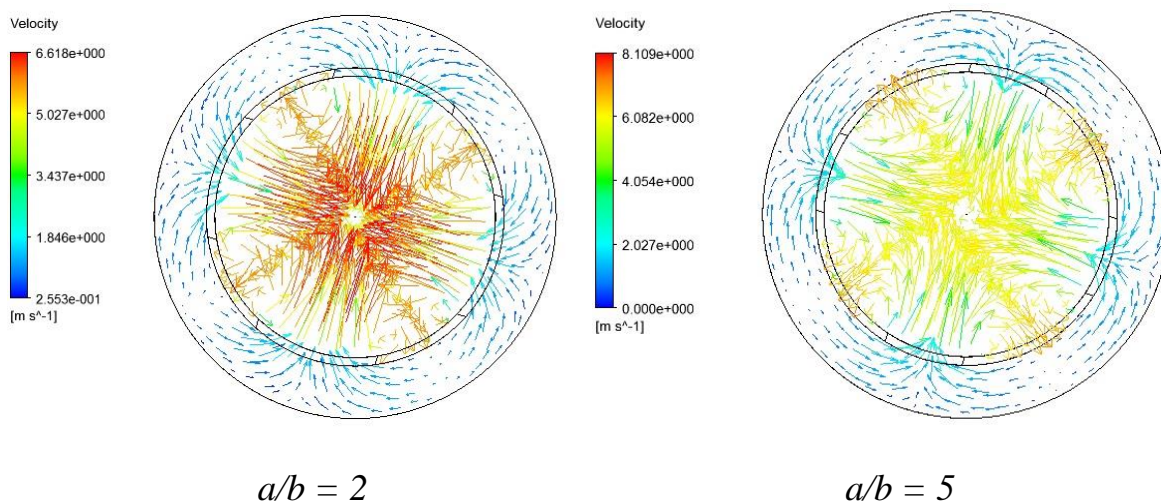 Velocity
6.618e+000
5.027e+000
3.437e+000
1.846e+000
2.553e-001
[m s^-1]
Velocity
8.109e+000
6.082e+000
4.054e+000
2.027e+000
0.000e+000
[m s^-1]
a/b = 2
a/b = 5